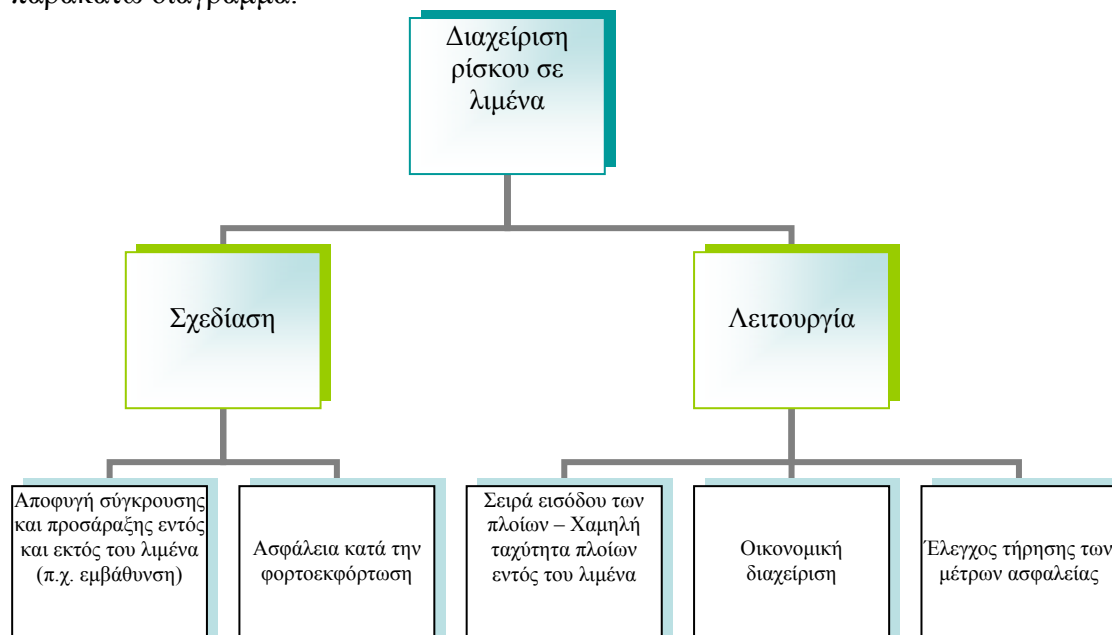 παρακάτω διάγραμμα.
Διαχείριση
ρίσκου σε
λιμένα
Σχεδίαση
Λειτουργία
Αποφυγή σύγκρουσης
και προσάραξης εντός
και εκτός του λιμένα
(π.χ. εμβάθυνση)
Ασφάλεια κατά την
φορτοεκφόρτωση
Σειρά εισόδου των
πλοίων – Χαμηλή
ταχύτητα πλοίων
εντός του λιμένα
Οικονομική
διαχείριση
Έλεγχος τήρησης των
μέτρων ασφαλείας